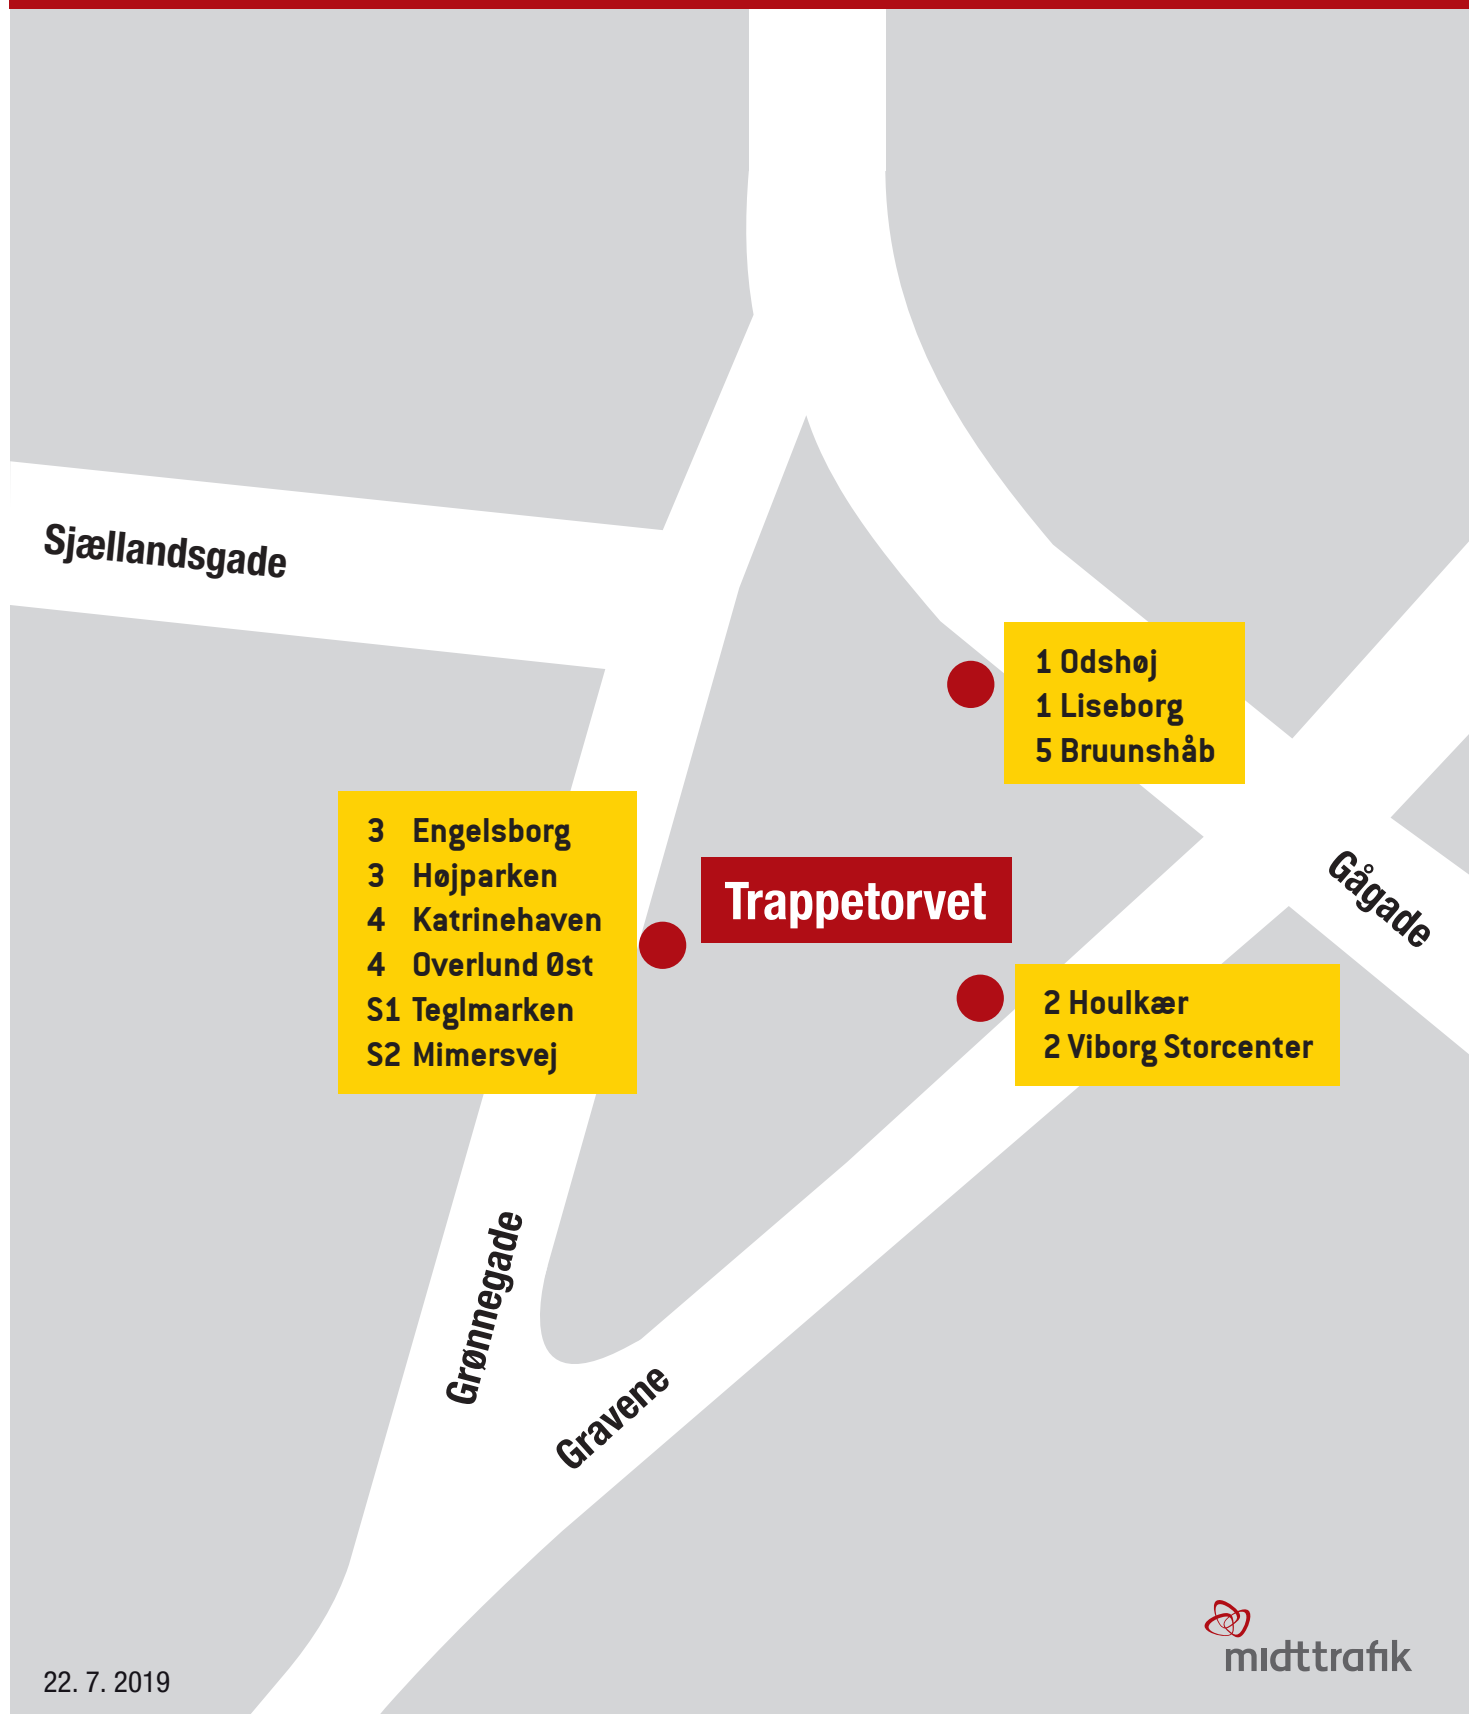 Sjællandsgade
1 Odshøj
1 Liseborg
5 Bruunshåb
3 Engelsborg
3 Højparken
4 Katrinehaven
4 Overlund Øst
S1 Teglmarken
S2 Mimersvej
Trappetorvet
Gågade
2 Houlkær
2 Viborg Storcenter
Grønnegade
Gravene
midttrafik
22. 7. 2019